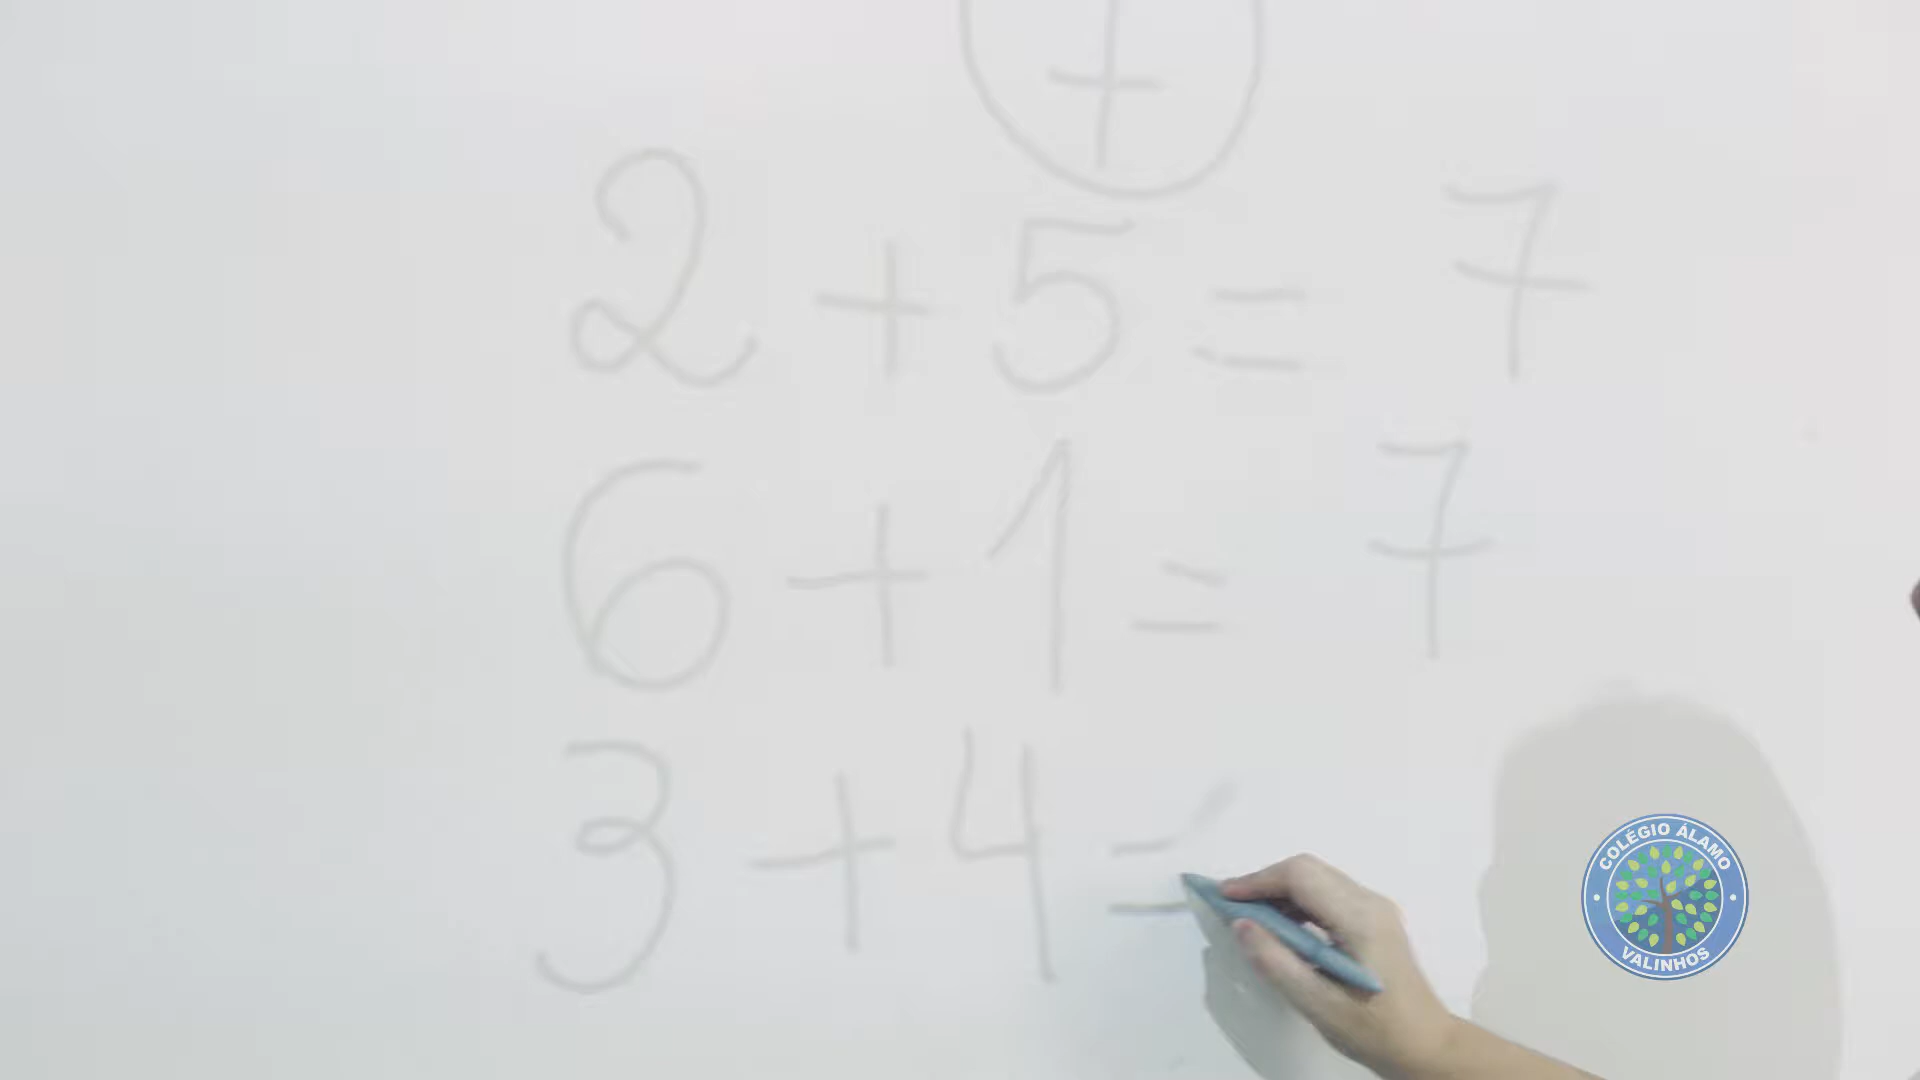 +
2 + 5 = 7
6 + 1 = 7
3 + 4 =
COLÉGIO ÁLAMO
VALINHOS